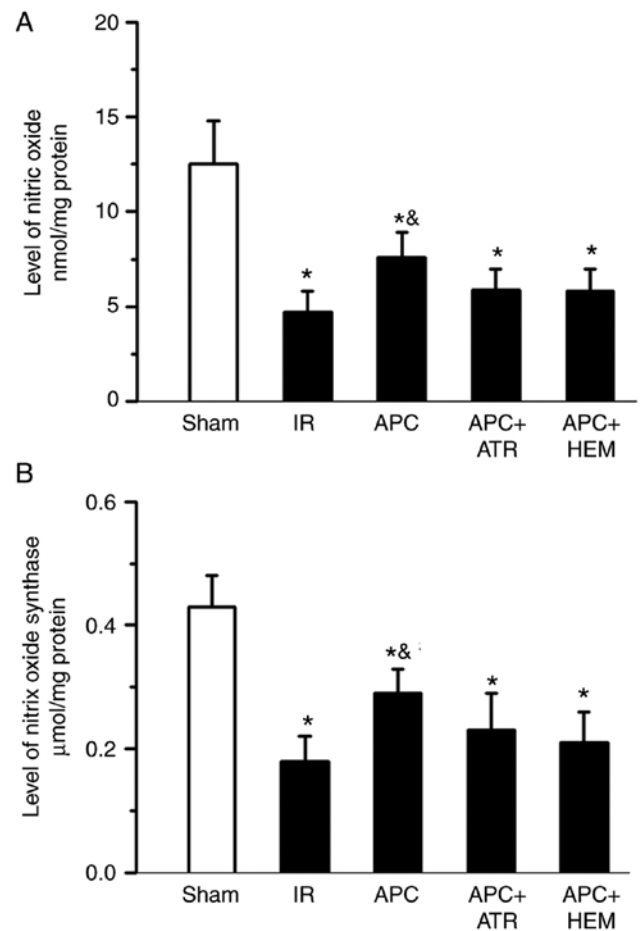 A
Level of nitric oxide
nmol/mg protein
20
15
10
5
0
*
*&
*
*
Sham IR APC APC+ APC+
ATR HEM
B
Level of nitrix oxide synthase
μmol/mg protein
0.6
0.4
0.2
0.0
*
*&
*
*
Sham IR APC APC+ APC+
ATR HEM